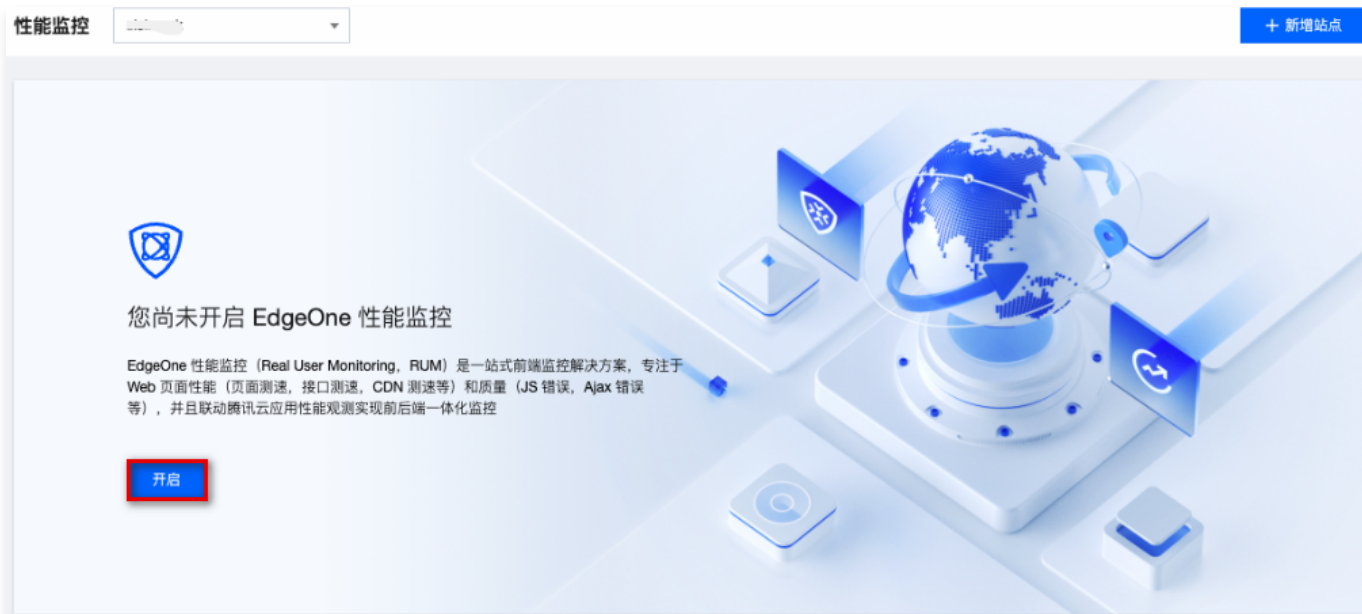 性能监控
+ 新增站点
您尚未开启 EdgeOne 性能监控
EdgeOne 性能监控（Real User Monitoring，RUM）是一站式前端监控解决方案，专注于
Web 页面性能（页面测速，接口测速，CDN 测速等）和质量（JS 错误，Ajax 错误
等），并且联动腾讯云应用性能观测实现前后端一体化监控
开启